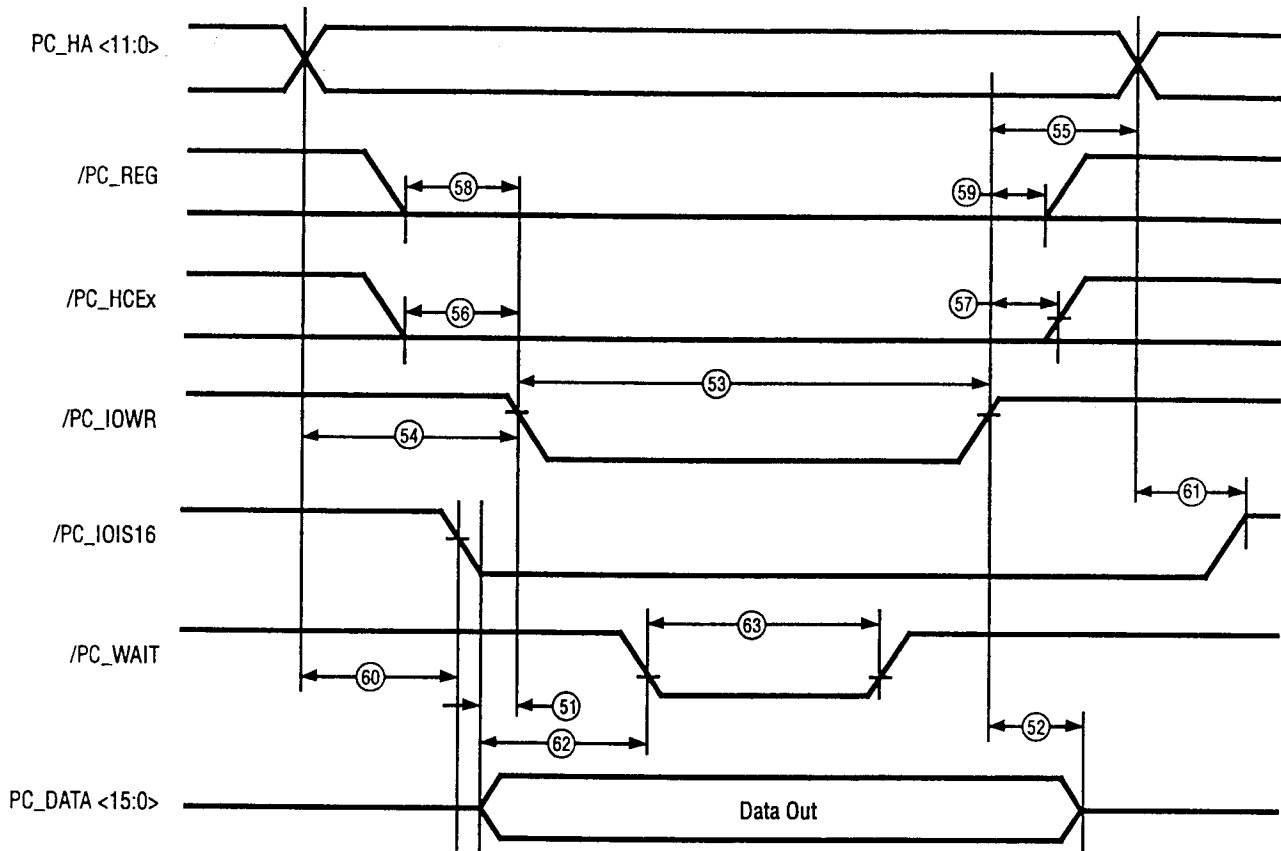 PC_HA <11:0>
55
/PC_REG
58
59
/PC_HCEx
56
57
53
/PC_IOWR
54
61
/PC_IOIS16
63
/PC_WAIT
60
51
62
52
PC_DATA <15:0>
Data Out